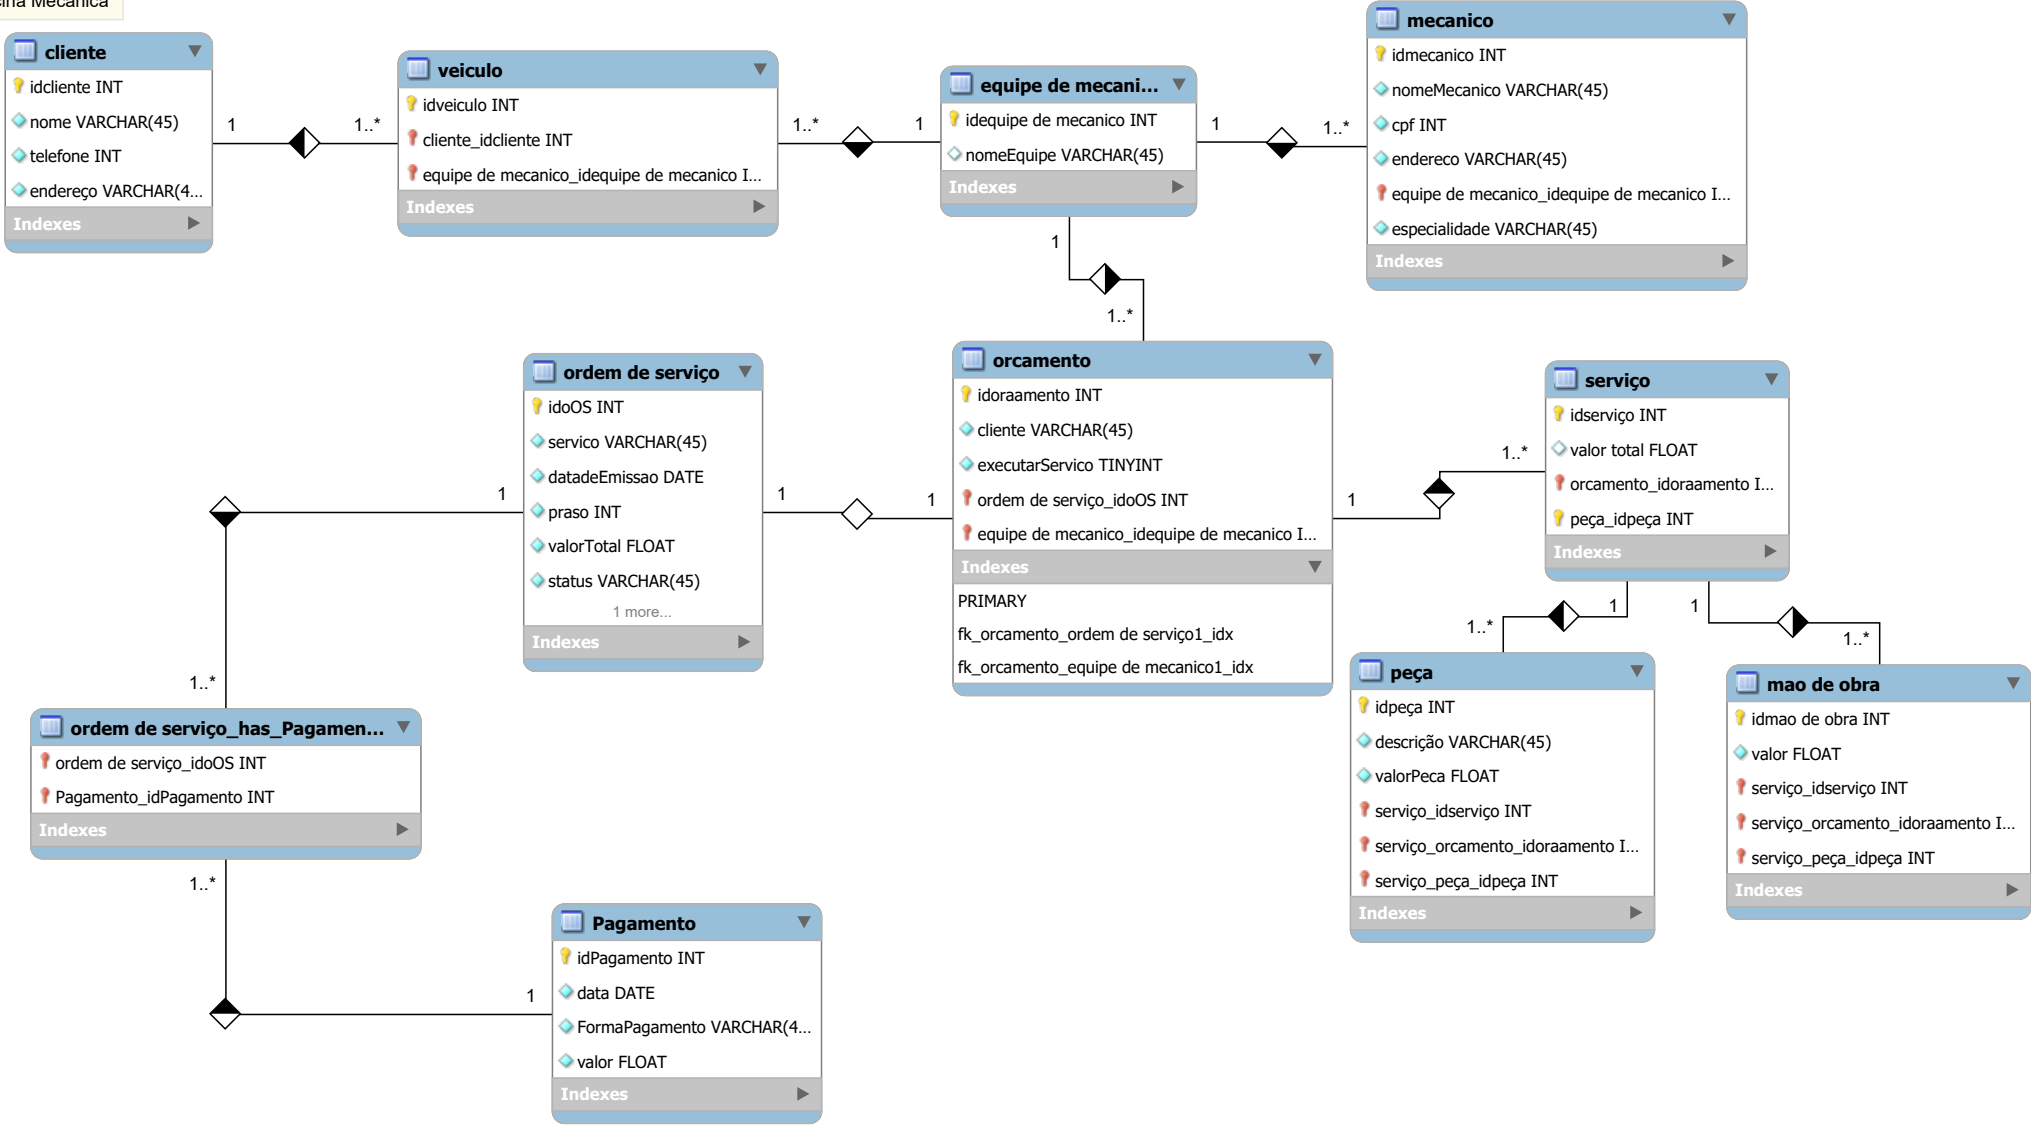 Mecânica
cliente
idcliente INT
nome VARCHAR(45)
telefone INT
endereço VARCHAR(4...
Indexes
1
1..*
veiculo
idveiculo INT
cliente_idcliente INT
equipe de mecanico_idequipe de mecanico I...
Indexes
1..*
1
equipe de mecani...
idequipe de mecanico INT
nomeEquipe VARCHAR(45)
Indexes
1
1..*
mecanico
idmecanico INT
nomeMecanico VARCHAR(45)
cpf INT
endereco VARCHAR(45)
equipe de mecanico_idequipe de mecanico I...
especialidade VARCHAR(45)
Indexes
1
1..*
ordem de serviço
idoOS INT
servico VARCHAR(45)
datadeEmissao DATE
praso INT
valorTotal FLOAT
status VARCHAR(45)
1 more...
Indexes
1
1
1
orcamento
idoraamento INT
cliente VARCHAR(45)
executarServico TINYINT
ordem de serviço_idoOS INT
equipe de mecanico_idequipe de mecanico I...
Indexes
PRIMARY
fk_orcamento_ordem de serviço1_idx
fk_orcamento_equipe de mecanico1_idx
1
1..*
serviço
idserviço INT
valor total FLOAT
orcamento_idoraamento I...
peça_idpeça INT
Indexes
1
1..*
1
1..*
peça
idpeça INT
descrição VARCHAR(45)
valorPeca FLOAT
serviço_idserviço INT
serviço_orcamento_idoraamento I...
serviço_peça_idpeça INT
Indexes
mao de obra
idmao de obra INT
valor FLOAT
serviço_idserviço INT
serviço_orcamento_idoraamento I...
serviço_peça_idpeça INT
Indexes
1..*
ordem de serviço_has_Pagamen...
ordem de serviço_idoOS INT
Pagamento_idPagamento INT
Indexes
1..*
1
Pagamento
idPagamento INT
data DATE
FormaPagamento VARCHAR(4...
valor FLOAT
Indexes